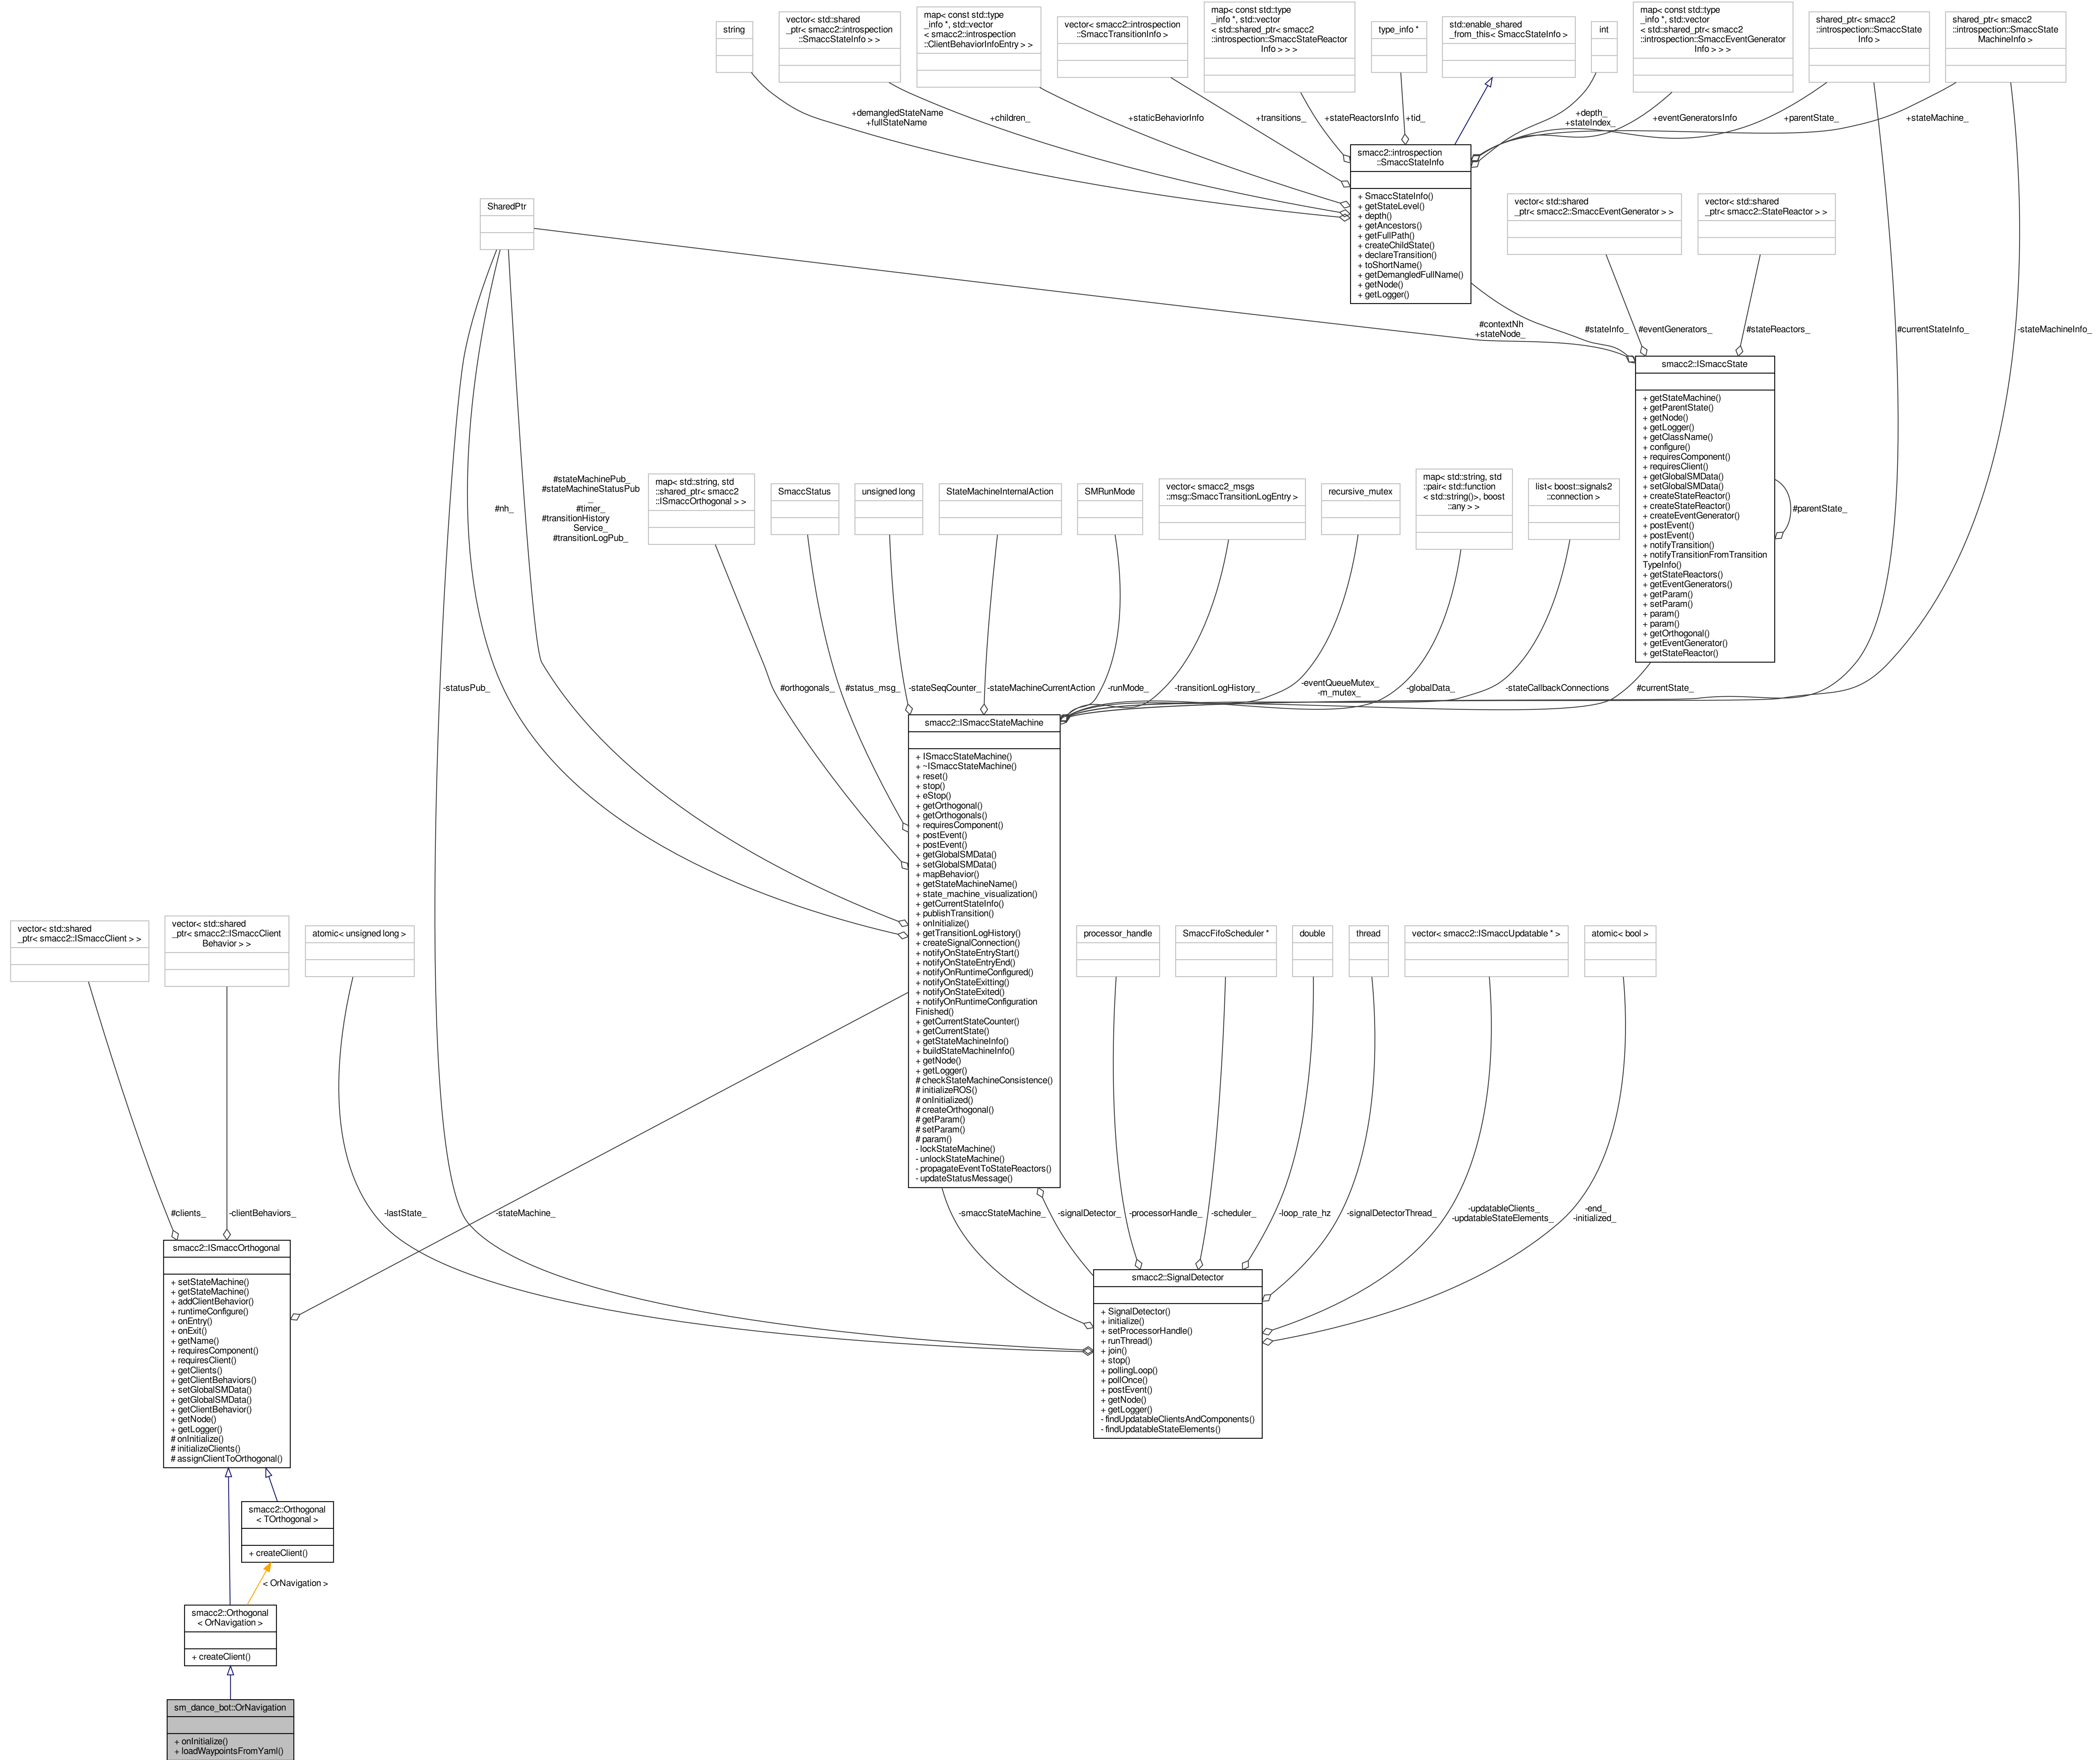 string
vector< std::shared
_ptr< smacc2::introspection
::SmaccStateInfo > >
map< const std::type
_info *, std::vector
< smacc2::introspection
::ClientBehaviorInfoEntry > >
vector< smacc2::introspection
::SmaccTransitionInfo >
map< const std::type
_info *, std::vector
< std::shared_ptr< smacc2
::introspection::SmaccStateReactor
Info > > >
type_info *
std::enable_shared
_from_this< SmaccStateInfo >
int
map< const std::type
_info *, std::vector
< std::shared_ptr< smacc2
::introspection::SmaccEventGenerator
Info > > >
shared_ptr< smacc2
::introspection::SmaccState
Info >
shared_ptr< smacc2
::introspection::SmaccState
MachineInfo >
+demangledStateName
+fullStateName
+children_
+staticBehaviorInfo
+transitions_
+stateReactorsInfo
+tid_
+depth_
+stateIndex_
+eventGeneratorsInfo
+parentState_
+stateMachine_
smacc2::introspection
::SmaccStateInfo
+ SmaccStateInfo()
+ getStateLevel()
+ depth()
+ getAncestors()
+ getFullPath()
+ createChildState()
+ declareTransition()
+ toShortName()
+ getDemangledFullName()
+ getNode()
+ getLogger()
SharedPtr
vector< std::shared
_ptr< smacc2::SmaccEventGenerator > >
vector< std::shared
_ptr< smacc2::StateReactor > >
#contextNh
+stateNode_
#stateInfo_
#eventGenerators_
#stateReactors_
#currentStateInfo_
-stateMachineInfo_
smacc2::ISmaccState
+ getStateMachine()
+ getParentState()
+ getNode()
+ getLogger()
+ getClassName()
+ configure()
+ requiresComponent()
+ requiresClient()
+ getGlobalSMData()
+ setGlobalSMData()
+ createStateReactor()
+ createStateReactor()
+ createEventGenerator()
+ postEvent()
+ postEvent()
+ notifyTransition()
+ notifyTransitionFromTransition
TypeInfo()
+ getStateReactors()
+ getEventGenerators()
+ getParam()
+ setParam()
+ param()
+ param()
+ getOrthogonal()
+ getEventGenerator()
+ getStateReactor()
#parentState_
#nh_
#stateMachinePub_
#stateMachineStatusPub
_
#timer_
#transitionHistory
Service_
#transitionLogPub_
map< std::string, std
::shared_ptr< smacc2
::ISmaccOrthogonal > >
SmaccStatus
unsigned long
StateMachineInternalAction
SMRunMode
vector< smacc2_msgs
::msg::SmaccTransitionLogEntry >
recursive_mutex
map< std::string, std
::pair< std::function
< std::string()>, boost
::any > >
list< boost::signals2
::connection >
-statusPub_
#orthogonals_
#status_msg_
-stateSeqCounter_
-stateMachineCurrentAction
-runMode_
-transitionLogHistory_
-eventQueueMutex_
-m_mutex_
-globalData_
-stateCallbackConnections
#currentState_
smacc2::ISmaccStateMachine
+ ISmaccStateMachine()
+ ~ISmaccStateMachine()
+ reset()
+ stop()
+ eStop()
+ getOrthogonal()
+ getOrthogonals()
+ requiresComponent()
+ postEvent()
+ postEvent()
+ getGlobalSMData()
+ setGlobalSMData()
+ mapBehavior()
+ getStateMachineName()
+ state_machine_visualization()
+ getCurrentStateInfo()
+ publishTransition()
+ onInitialize()
+ getTransitionLogHistory()
+ createSignalConnection()
+ notifyOnStateEntryStart()
+ notifyOnStateEntryEnd()
+ notifyOnRuntimeConfigured()
+ notifyOnStateExitting()
+ notifyOnStateExited()
+ notifyOnRuntimeConfiguration
Finished()
+ getCurrentStateCounter()
+ getCurrentState()
+ getStateMachineInfo()
+ buildStateMachineInfo()
+ getNode()
+ getLogger()
# checkStateMachineConsistence()
# initializeROS()
# onInitialized()
# createOrthogonal()
# getParam()
# setParam()
# param()
- lockStateMachine()
- unlockStateMachine()
- propagateEventToStateReactors()
- updateStatusMessage()
vector< std::shared
_ptr< smacc2::ISmaccClient > >
vector< std::shared
_ptr< smacc2::ISmaccClient
Behavior > >
atomic< unsigned long >
processor_handle
SmaccFifoScheduler *
double
thread
vector< smacc2::ISmaccUpdatable * >
atomic< bool >
#clients_
-clientBehaviors_
-lastState_
-stateMachine_
-smaccStateMachine_
-signalDetector_
-processorHandle_
-scheduler_
-loop_rate_hz
-signalDetectorThread_
-updatableClients_
-updatableStateElements_
-end_
-initialized_
smacc2::ISmaccOrthogonal
+ setStateMachine()
+ getStateMachine()
+ addClientBehavior()
+ runtimeConfigure()
+ onEntry()
+ onExit()
+ getName()
+ requiresComponent()
+ requiresClient()
+ getClients()
+ getClientBehaviors()
+ setGlobalSMData()
+ getGlobalSMData()
+ getClientBehavior()
+ getNode()
+ getLogger()
# onInitialize()
# initializeClients()
# assignClientToOrthogonal()
smacc2::SignalDetector
+ SignalDetector()
+ initialize()
+ setProcessorHandle()
+ runThread()
+ join()
+ stop()
+ pollingLoop()
+ pollOnce()
+ postEvent()
+ getNode()
+ getLogger()
- findUpdatableClientsAndComponents()
- findUpdatableStateElements()
smacc2::Orthogonal
< TOrthogonal >
+ createClient()
< OrNavigation >
smacc2::Orthogonal
< OrNavigation >
+ createClient()
sm_dance_bot::OrNavigation
+ onInitialize()
+ loadWaypointsFromYaml()